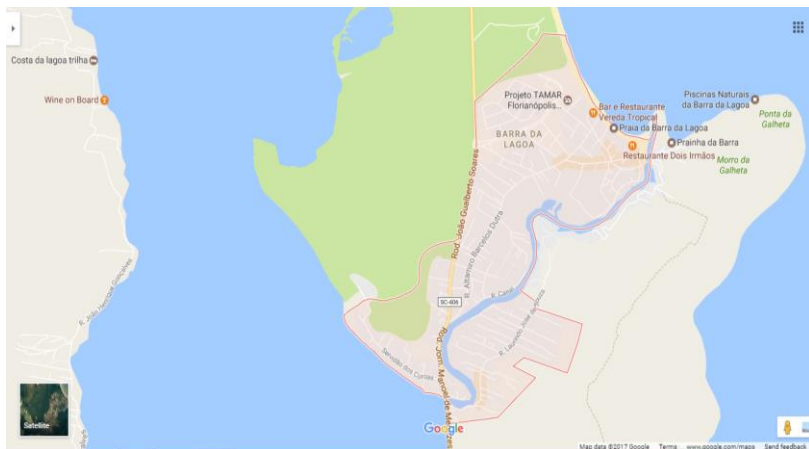 Costa da lagoa trilha
Wine on Board
R. João Henrique Gonçalves
Satellite
Projeto TAMAR
Florianópolis...
Bar e Restaurante
Vereda Tropical
Praia da Barra da Lagoa
BARRA DA
LAGOA
Restaurante Dois Irmãos
Piscinas Naturais
da Barra da Lagoa
Ponta da
Galheta
Prainha da Barra
Morro da
Galheta
Rod. João Gualberto Soares
R. Altamiro Barcelos Dutra
R. Canal
SC-406
R. Laurindo José de Souza
Servidão dos Coroas
Rod. Jorn. Manoel de Menezes
Google
Map data ©2017 Google Terms www.google.com/maps Send feedback